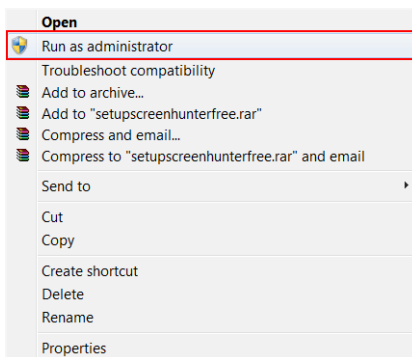 Open
Run as administrator
Troubleshoot compatibility
Add to archive...
Add to "setupscreenhunterfree.rar"
Compress and email...
Compress to "setupscreenhunterfree.rar" and email
Send to
Cut
Copy
Create shortcut
Delete
Rename
Properties